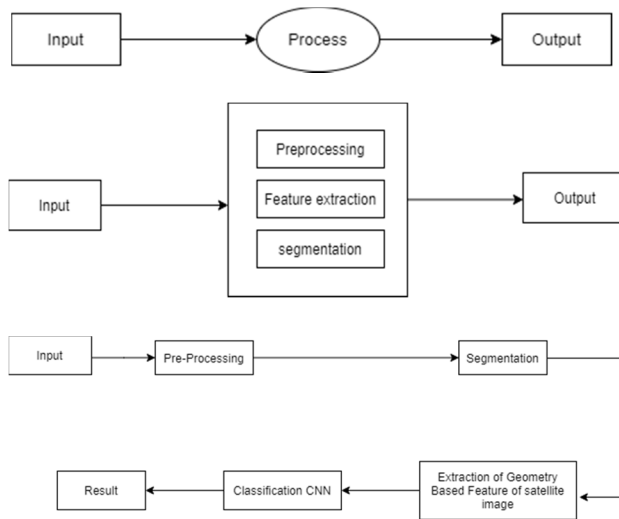 Input
Process
Output
Preprocessing
Input
Feature extraction
Output
segmentation
Input
Pre-Processing
Segmentation
Result
Classification CNN
Extraction of Geometry
Based Feature of satellite
image